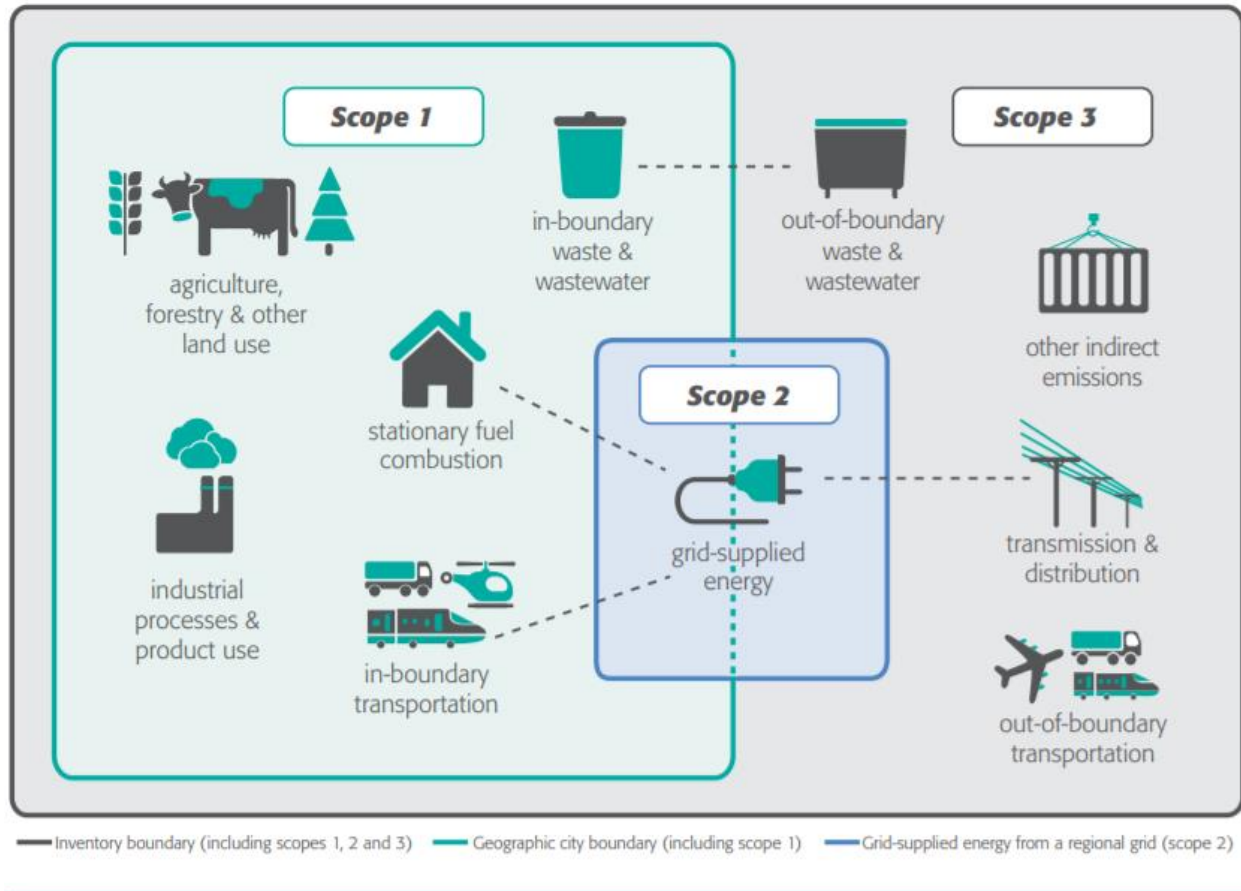 Scope 1
Scope 3
in-boundary
waste &
wastewater
out-of-boundary
waste &
wastewater
agriculture,
forestry & other
land use
other indirect
emissions
Scope 2
stationary fuel
combustion
grid-supplied
energy
transmission &
distribution
industrial
processes &
product use
in-boundary
transportation
out-of-boundary
transportation
Inventory boundary (including scopes 1, 2 and 3)
Geographic city boundary (including scope 1)
Grid-supplied energy from a regional grid (scope 2)